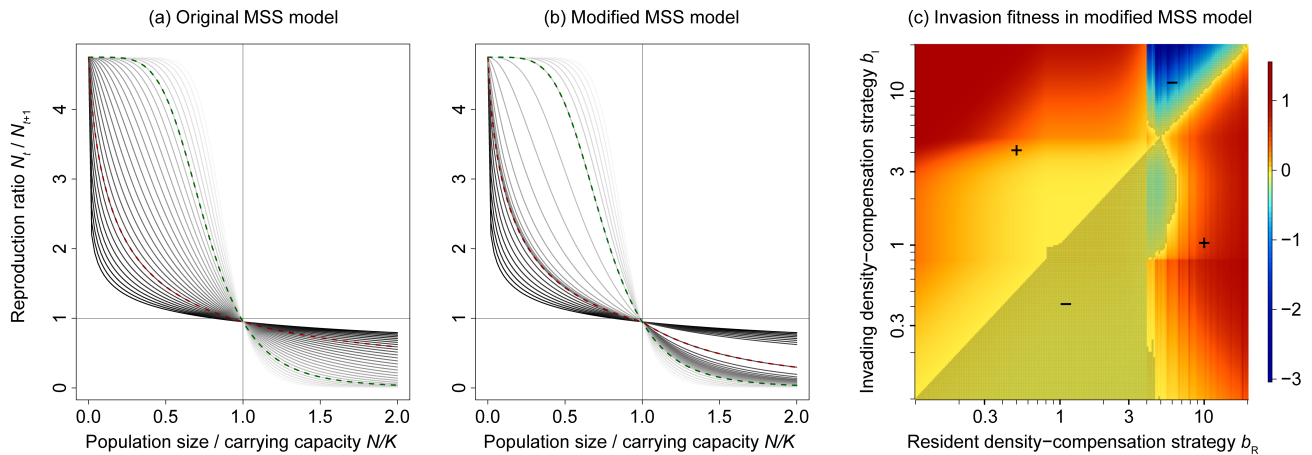 (a) Original MSS model
Reproduction ratio Nt / Nt+1
4
3
2
1
0
0.0 0.5 1.0 1.5 2.0
Population size / carrying capacity N/K
(b) Modified MSS model
4
3
2
1
0
0.0 0.5 1.0 1.5 2.0
Population size / carrying capacity N/K
(c) Invasion fitness in modified MSS model
Invading density−compensation strategy bI
10
3
1
0.3
−
+
+
−
0.3 1 3 10
Resident density−compensation strategy bR
1
0
−1
−2
−3